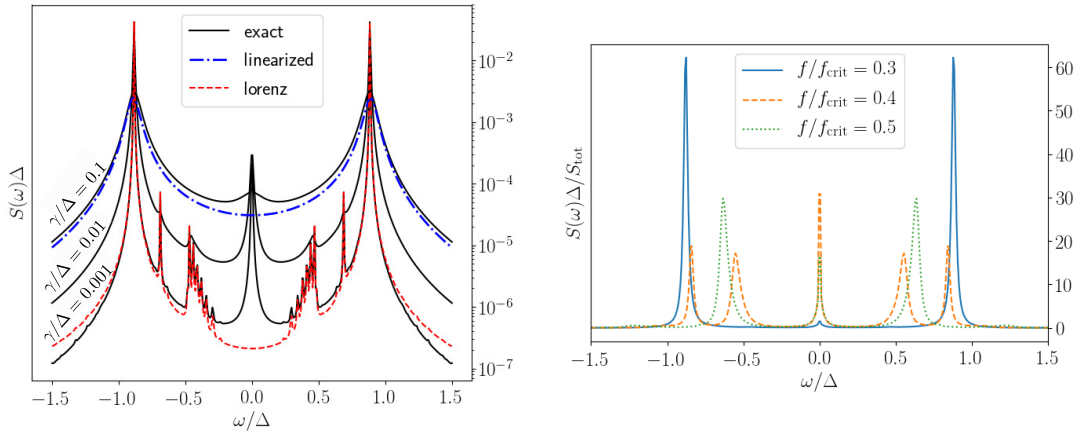 exact
linearized
lorenz
γ/Δ = 0.1
γ/Δ = 0.01
γ/Δ = 0.001
S(ω)Δ
10⁻²
10⁻³
10⁻⁴
10⁻⁵
10⁻⁶
10⁻⁷
−1.5 −1.0 −0.5 0.0 0.5 1.0 1.5
ω/Δ
f/f_crit = 0.3
f/f_crit = 0.4
f/f_crit = 0.5
S(ω)Δ/S_tot
60
50
40
30
20
10
0
−1.5 −1.0 −0.5 0.0 0.5 1.0 1.5
ω/Δ